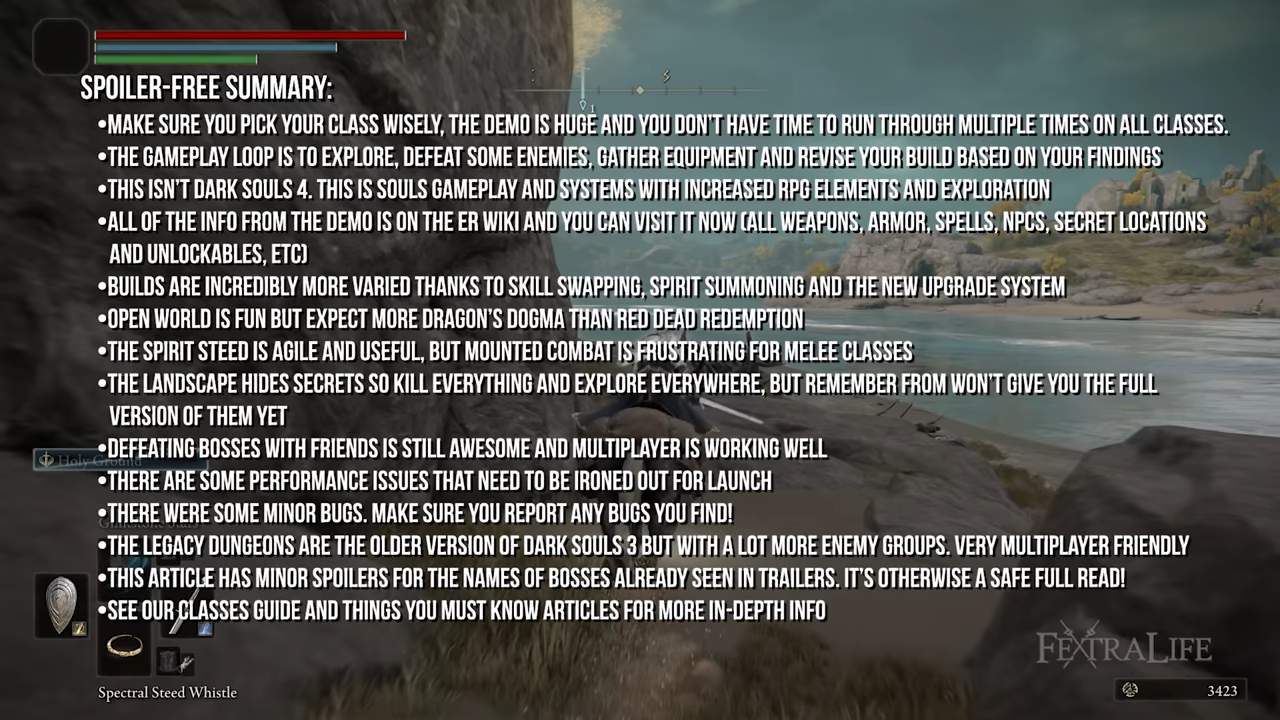 1
SPOILER-FREE SUMMARY:
•MAKE SURE YOU PICK YOUR CLASS WISELY, THE DEMO IS HUGE AND YOU DON'T HAVE TIME TO RUN THROUGH MULTIPLE TIMES ON ALL CLASSES.
•THE GAMEPLAY LOOP IS TO EXPLORE, DEFEAT SOME ENEMIES, GATHER EQUIPMENT AND REVISE YOUR BUILD BASED ON YOUR FINDINGS
•THIS ISN'T DARK SOULS 4. THIS IS SOULS GAMEPLAY AND SYSTEMS WITH INCREASED RPG ELEMENTS AND EXPLORATION
•ALL OF THE INFO FROM THE DEMO IS ON THE ER WIKI AND YOU CAN VISIT IT NOW (ALL WEAPONS, ARMOR, SPELLS, NPCS, SECRET LOCATIONS
AND UNLOCKABLES, ETC)
•BUILDS ARE INCREDIBLY MORE VARIED THANKS TO SKILL SWAPPING, SPIRIT SUMMONING AND THE NEW UPGRADE SYSTEM
•OPEN WORLD IS FUN BUT EXPECT MORE DRAGON'S DOGMA THAN RED DEAD REDEMPTION
•THE SPIRIT STEED IS AGILE AND USEFUL, BUT MOUNTED COMBAT IS FRUSTRATING FOR MELEE CLASSES
•THE LANDSCAPE HIDES SECRETS SO KILL EVERYTHING AND EXPLORE EVERYWHERE, BUT REMEMBER FROM WON'T GIVE YOU THE FULL
VERSION OF THEM YET
•DEFEATING BOSSES WITH FRIENDS IS STILL AWESOME AND MULTIPLAYER IS WORKING WELL
Holy Ground
•THERE ARE SOME PERFORMANCE ISSUES THAT NEED TO BE IRONED OUT FOR LAUNCH
•THERE WERE SOME MINOR BUGS. MAKE SURE YOU REPORT ANY BUGS YOU FIND!
•THE LEGACY DUNGEONS ARE THE OLDER VERSION OF DARK SOULS 3 BUT WITH A LOT MORE ENEMY GROUPS. VERY MULTIPLAYER FRIENDLY
•THIS ARTICLE HAS MINOR SPOILERS FOR THE NAMES OF BOSSES ALREADY SEEN IN TRAILERS. IT'S OTHERWISE A SAFE FULL READ!
•SEE OUR CLASSES GUIDE AND THINGS YOU MUST KNOW ARTICLES FOR MORE IN-DEPTH INFO
FEXTRALIFE
Spectral Steed Whistle
3423